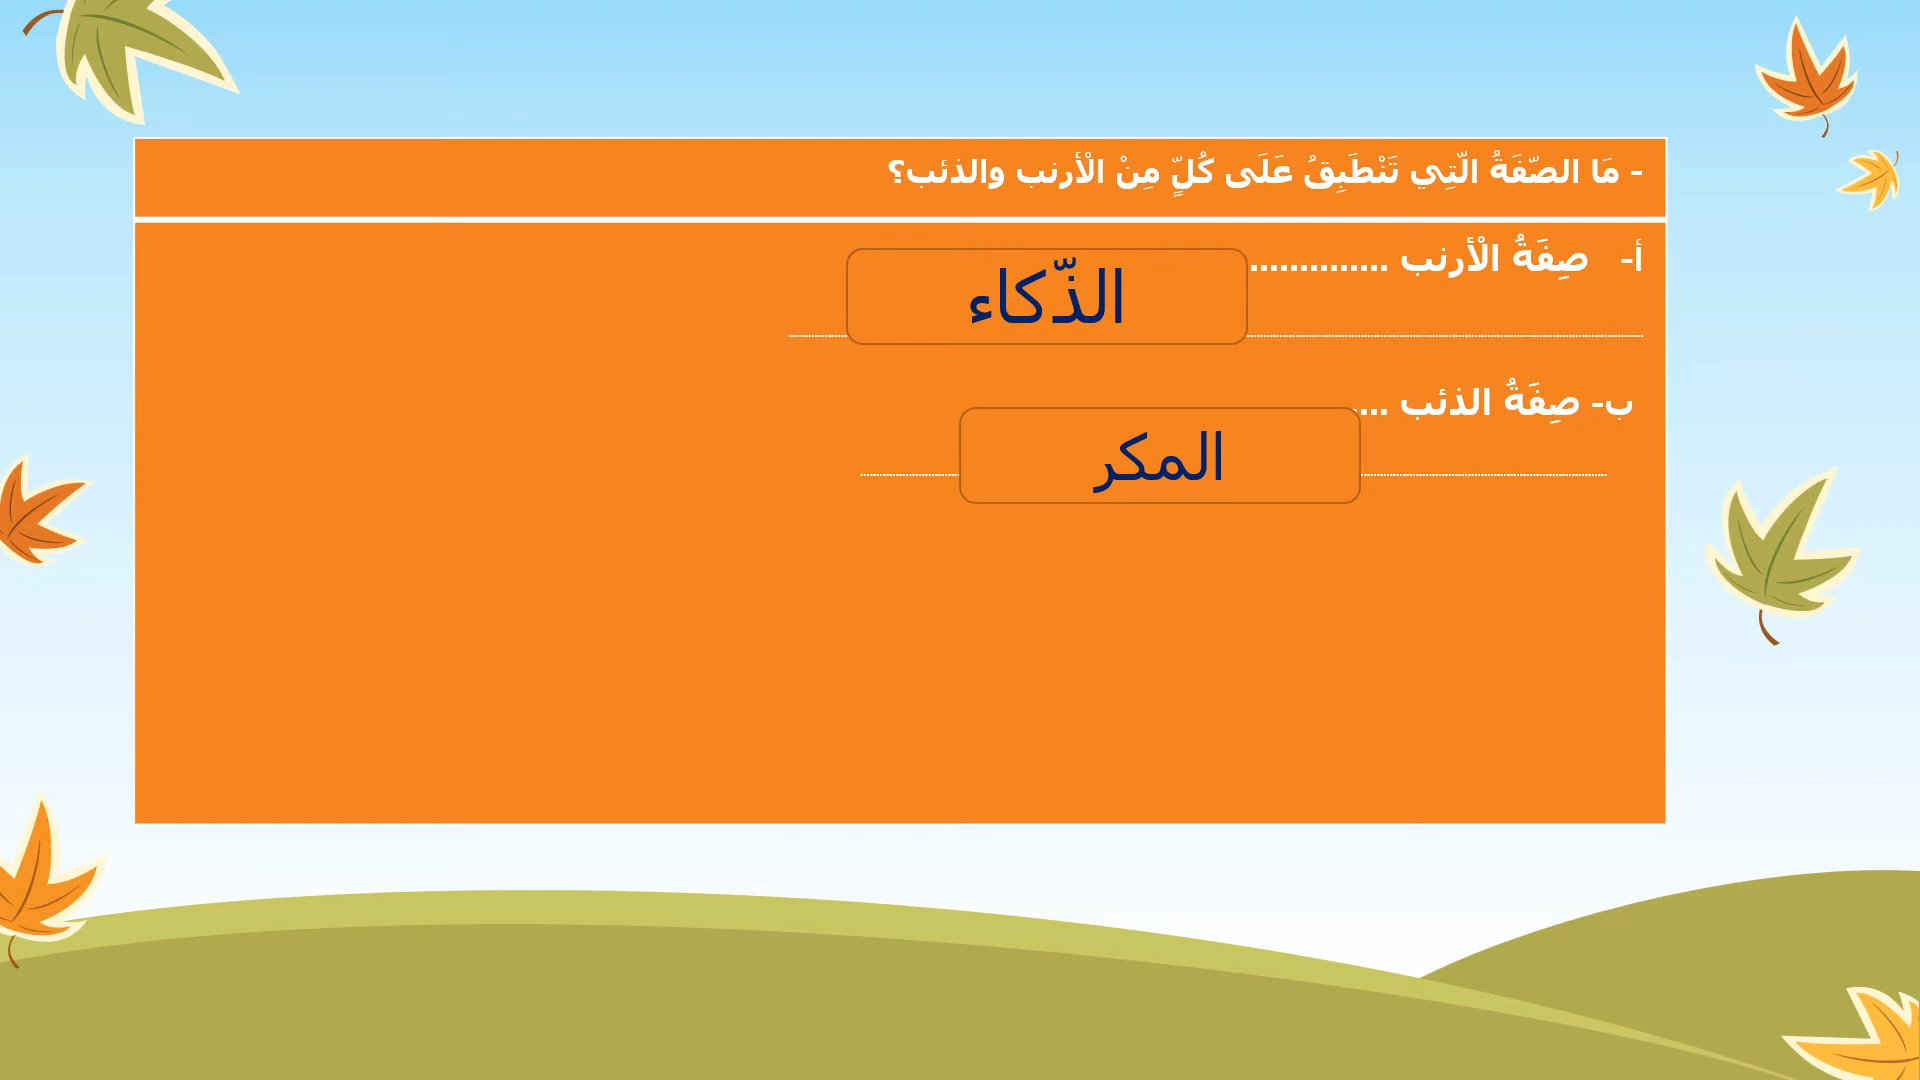 - مَا الصّفَةُ الّتِي تَنْطَبِقُ عَلَى كُلٍّ مِنْ الْأرنب والذئب؟
أ- صِفَةُ الْأرنب ..............
الذّكاء
ب- صِفَةُ الذئب ....
المكر